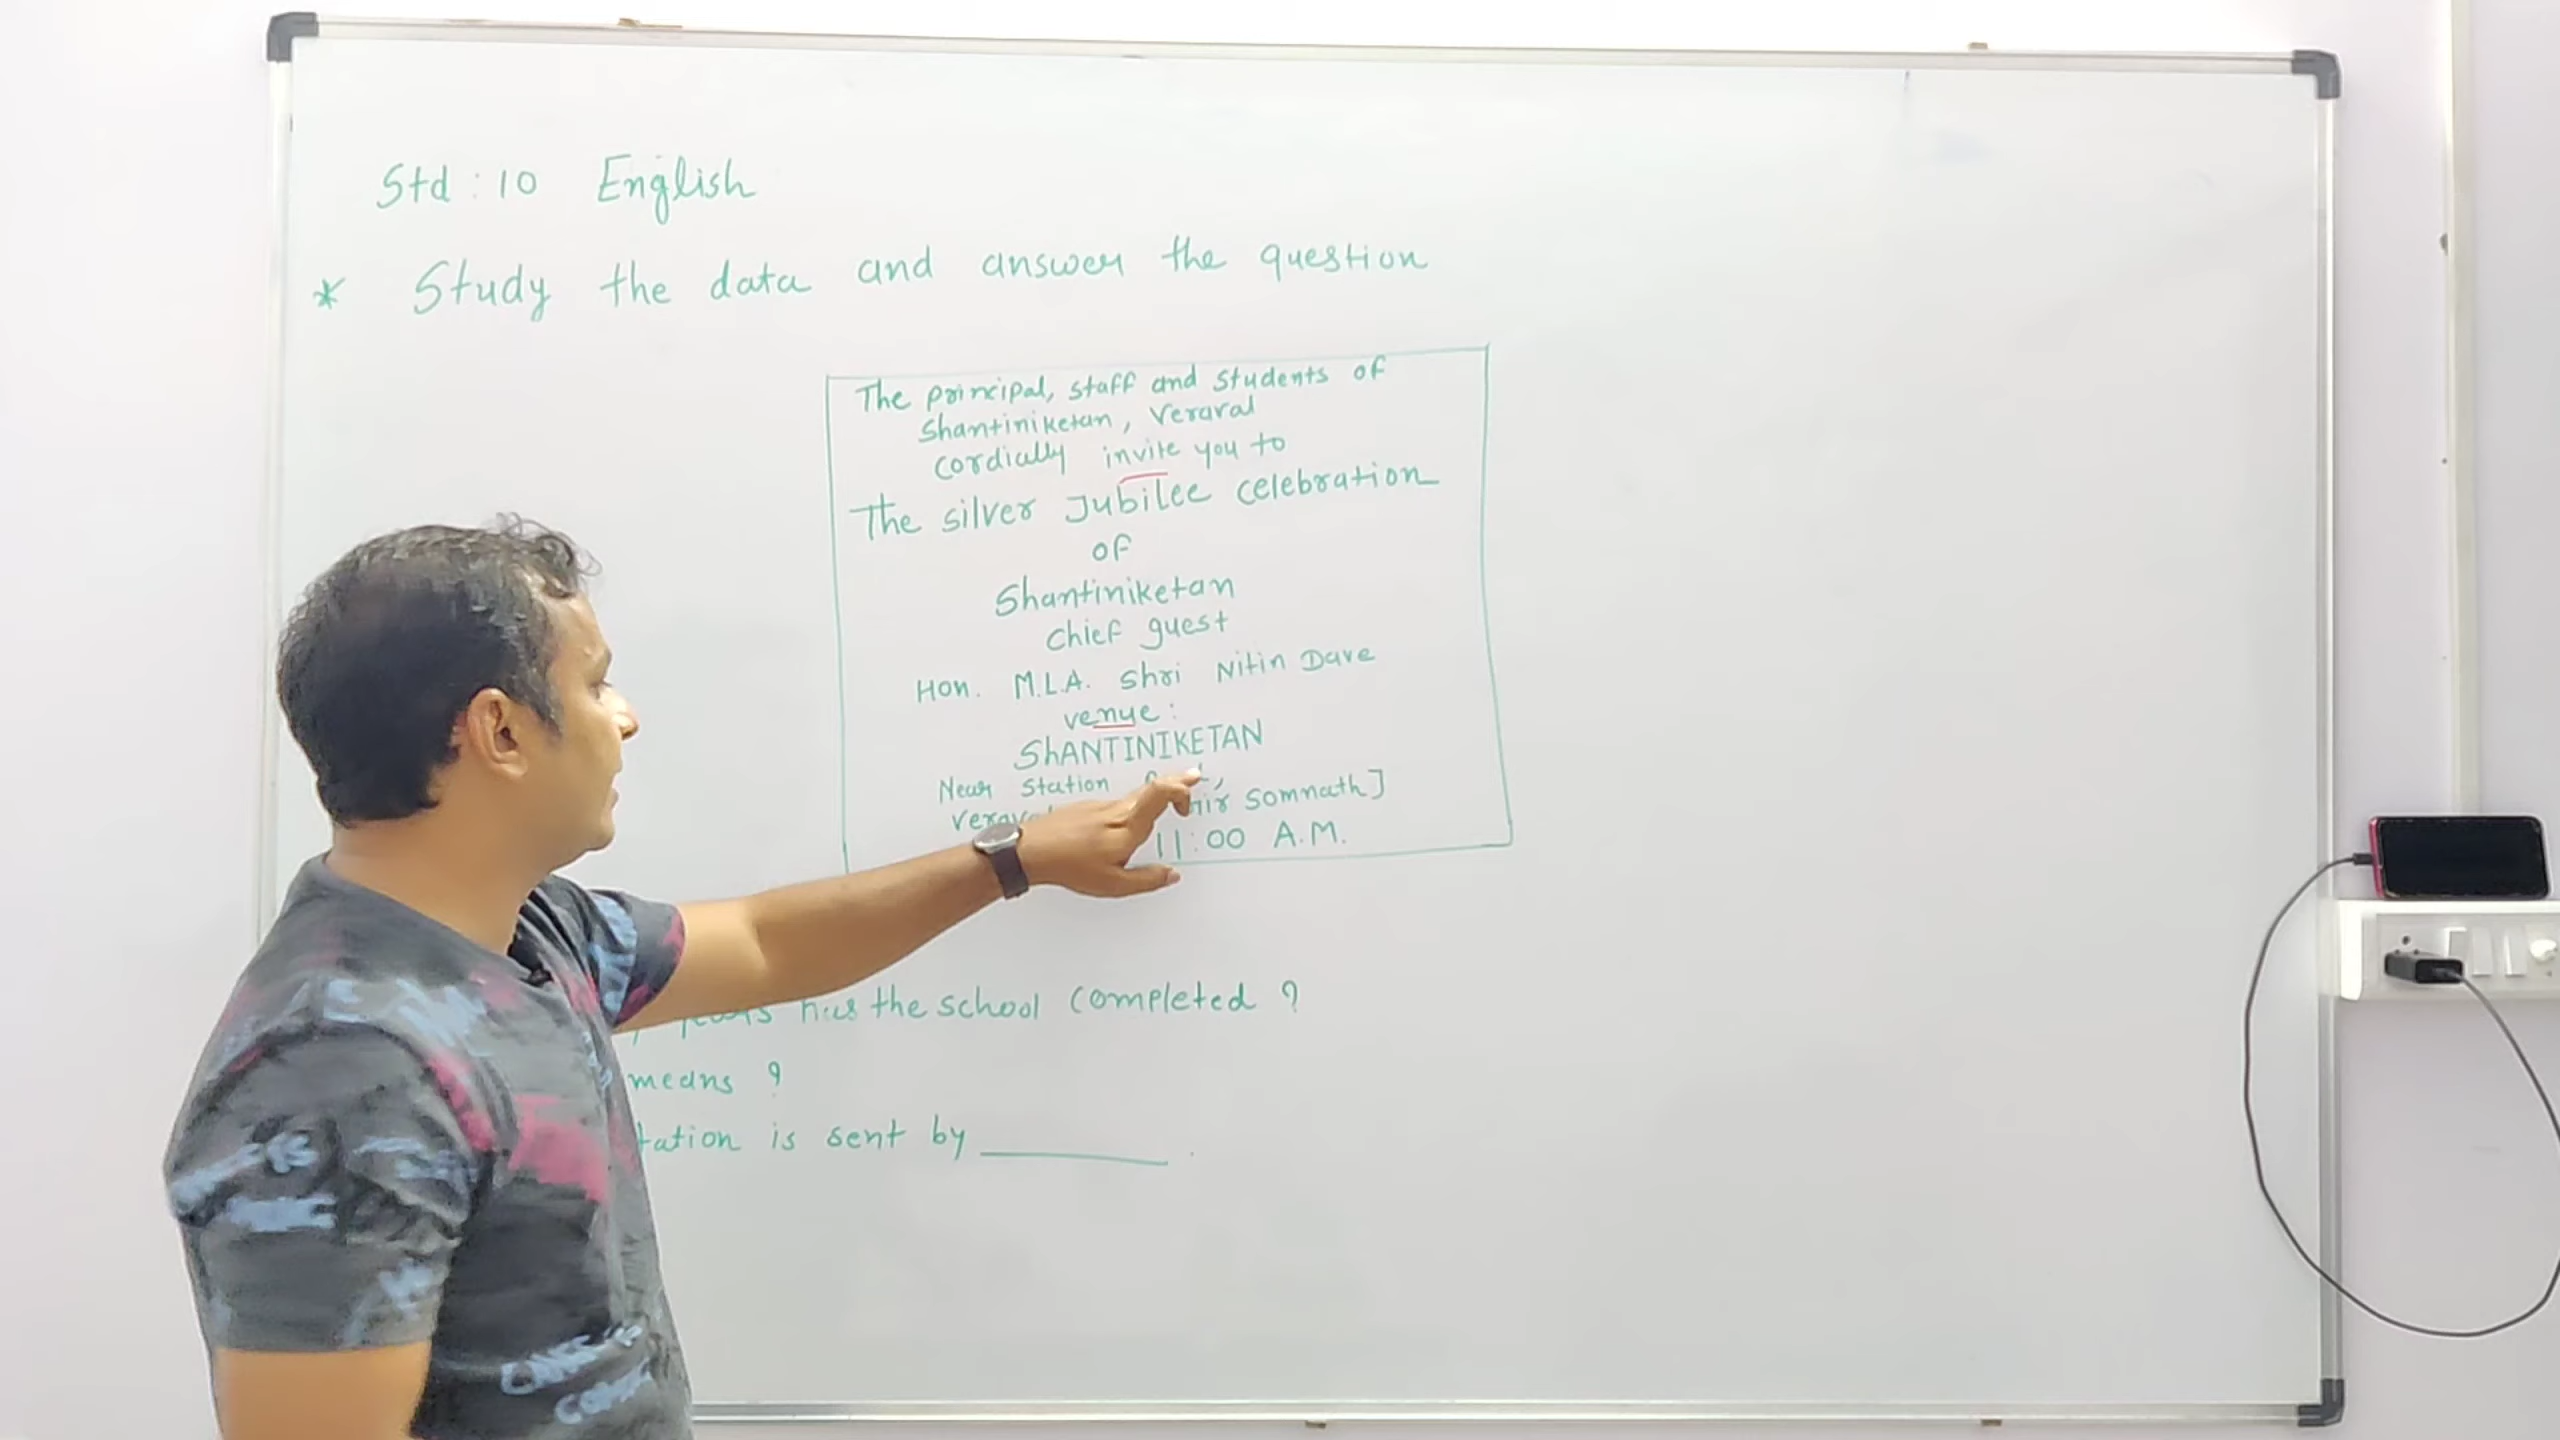 Std : 10 English
* Study the data and answer the question
The principal, staff and students of
Shantiniketan, Veraval
cordially invite you to
The silver Jubilee celebration
of
Shantiniketan
chief guest
Hon. M.L.A. Shri Nitin Dave
venue :
ShANTINIKETAN
Near Station
Somnath]
11:00 A.M.
years has the school completed ?
means ?
is sent by ________ .